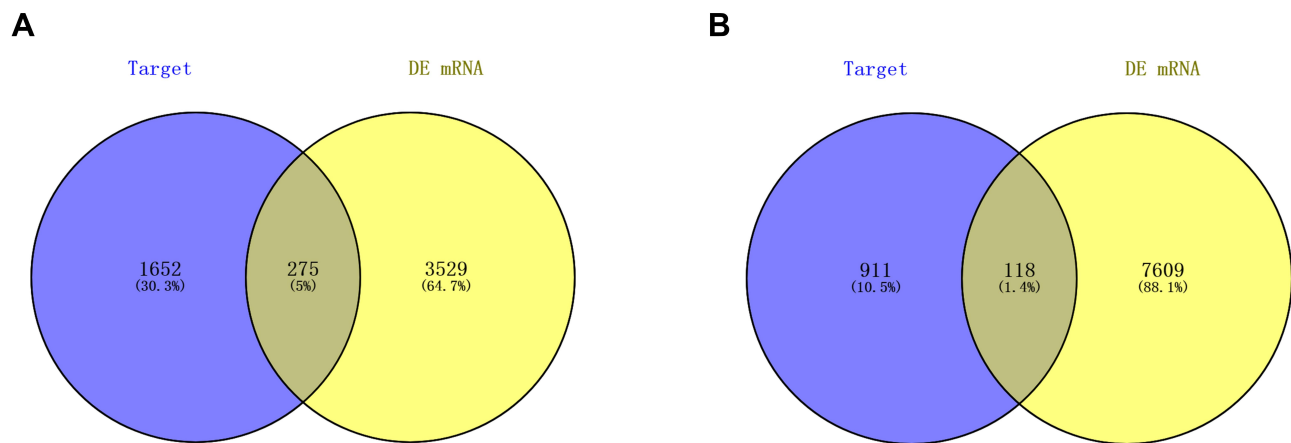 A
B
Target
DE mRNA
Target
DE mRNA
1652
(30.3%)
275
(5%)
3529
(64.7%)
911
(10.5%)
118
(1.4%)
7609
(88.1%)